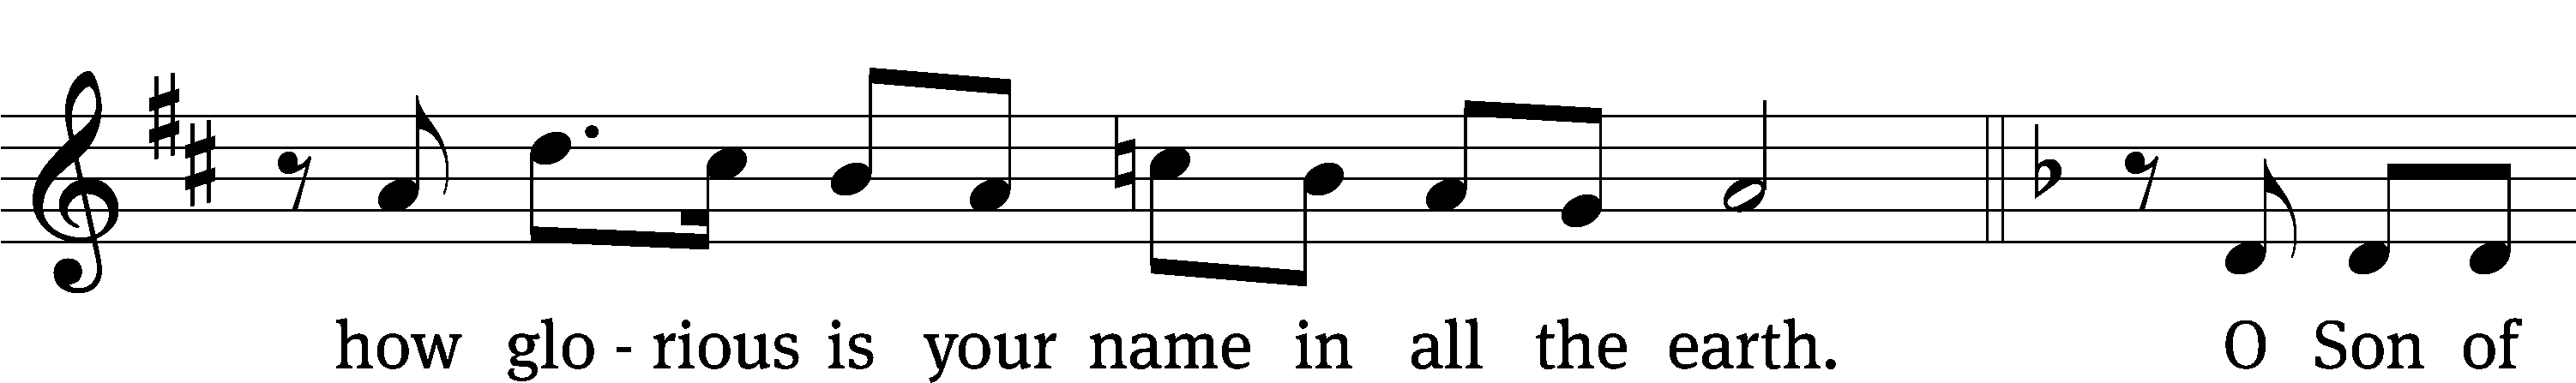 how glo - rious is your name in all the earth. O Son of